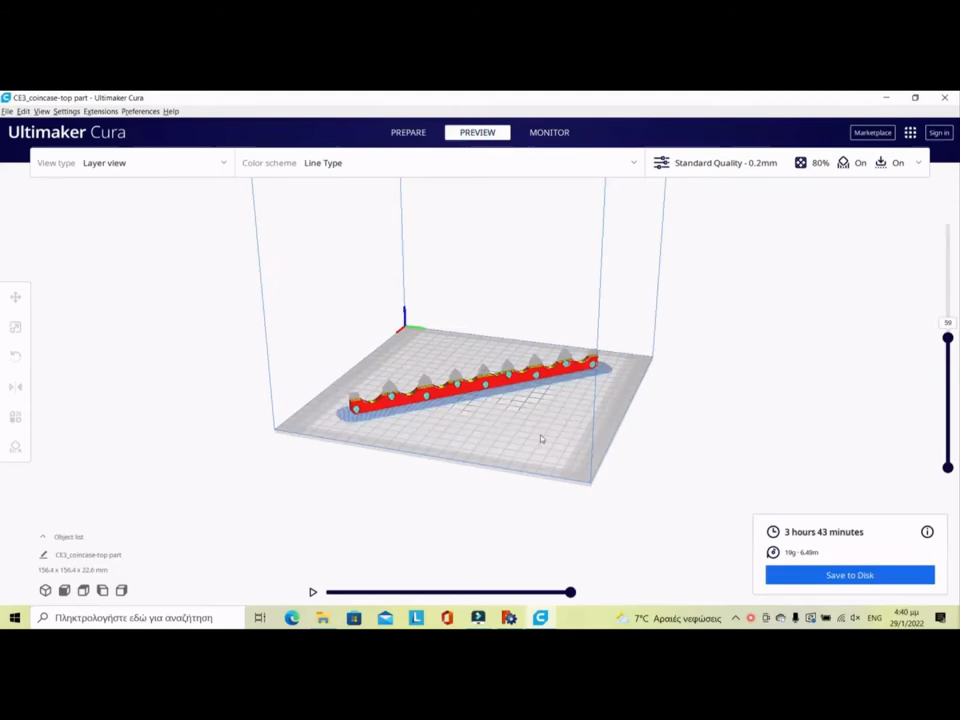 CE3_coincase-top part - Ultimaker Cura
File Edit View Settings Extensions Preferences Help
Ultimaker Cura
PREPARE
PREVIEW
MONITOR
Marketplace
Sign in
View type Layer view
Color scheme Line Type
Standard Quality - 0.2mm
80%
On
On
59
Object list
CE3_coincase-top part
156.4 x 156.4 x 22.6 mm
3 hours 43 minutes
19g · 6.49m
Save to Disk
Πληκτρολογήστε εδώ για αναζήτηση
7°C Αραιές νεφώσεις
ENG
4:40 μμ
29/1/2022